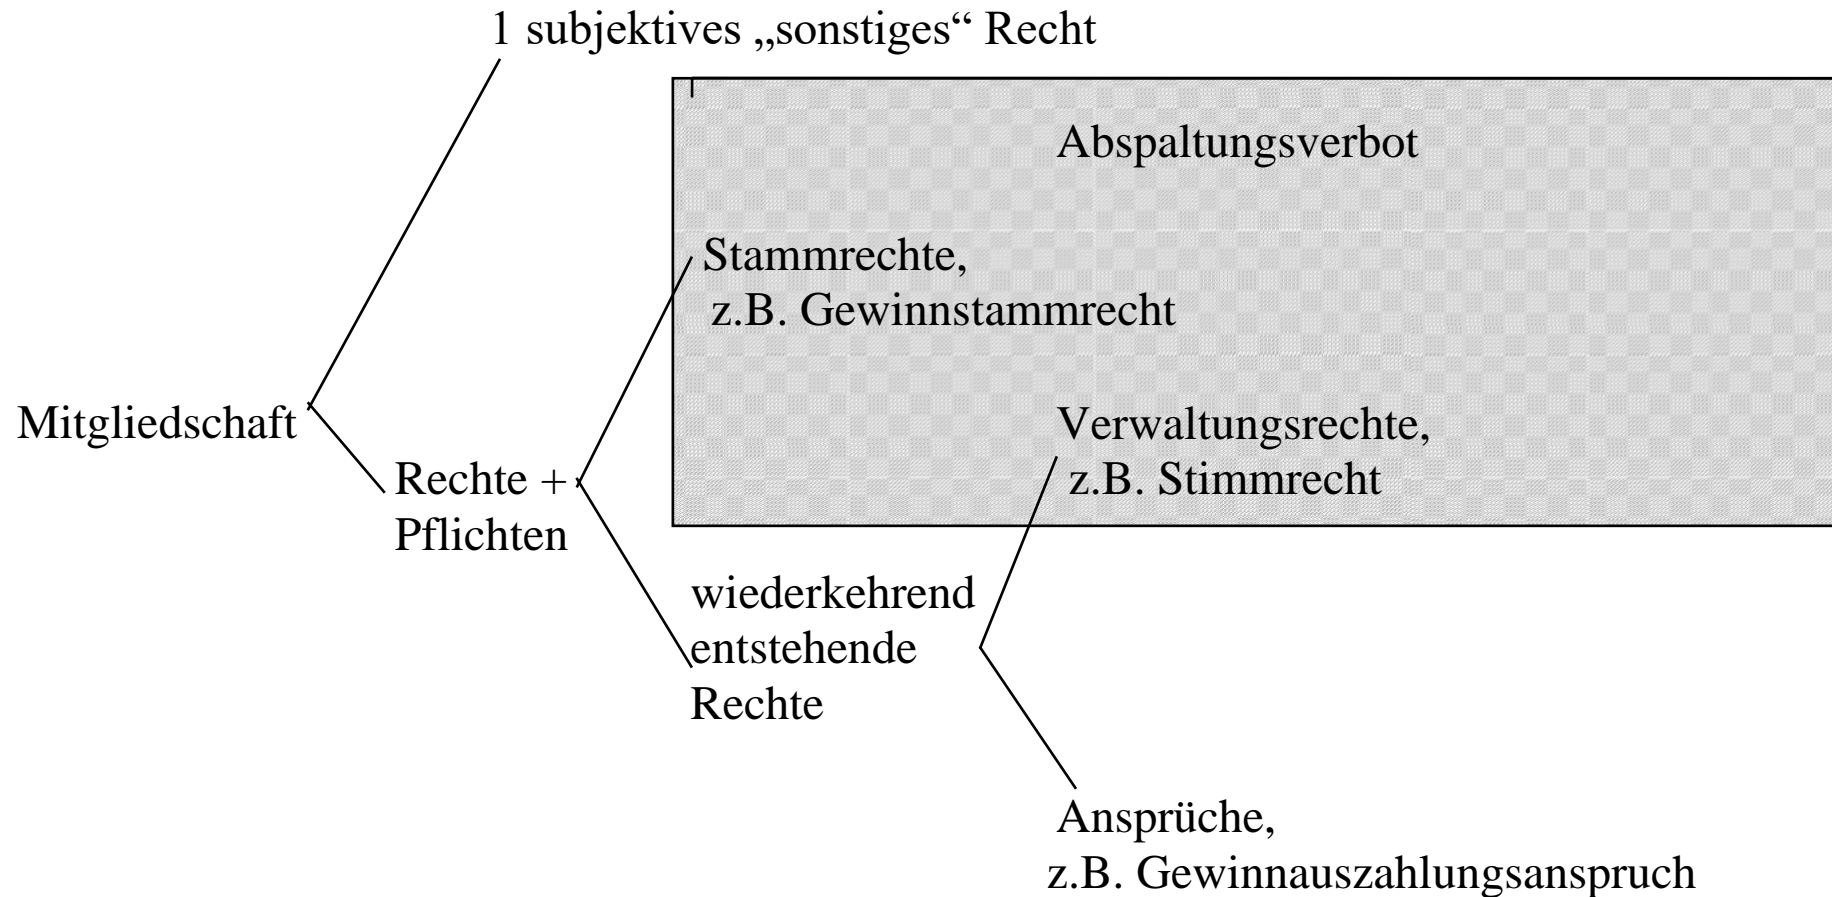 1 subjektives „sonstiges“ Recht
Abspaltungsverbot
Stammrechte,
z.B. Gewinnstammrecht
Mitgliedschaft
Verwaltungsrechte,
z.B. Stimmrecht
Rechte +
Pflichten
wiederkehrend
entstehende
Rechte
Ansprüche,
z.B. Gewinnauszahlungsanspruch